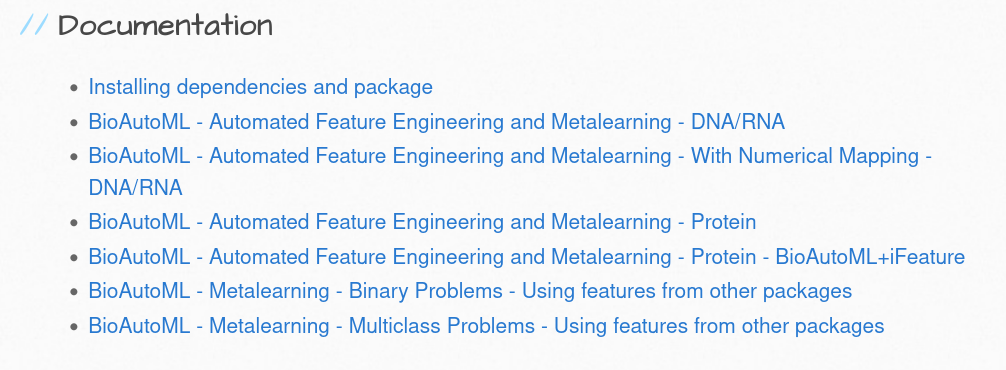 // Documentation
Installing dependencies and package
BioAutoML - Automated Feature Engineering and Metalearning - DNA/RNA
BioAutoML - Automated Feature Engineering and Metalearning - With Numerical Mapping -
DNA/RNA
BioAutoML - Automated Feature Engineering and Metalearning - Protein
BioAutoML - Automated Feature Engineering and Metalearning - Protein - BioAutoML+iFeature
BioAutoML - Metalearning - Binary Problems - Using features from other packages
BioAutoML - Metalearning - Multiclass Problems - Using features from other packages